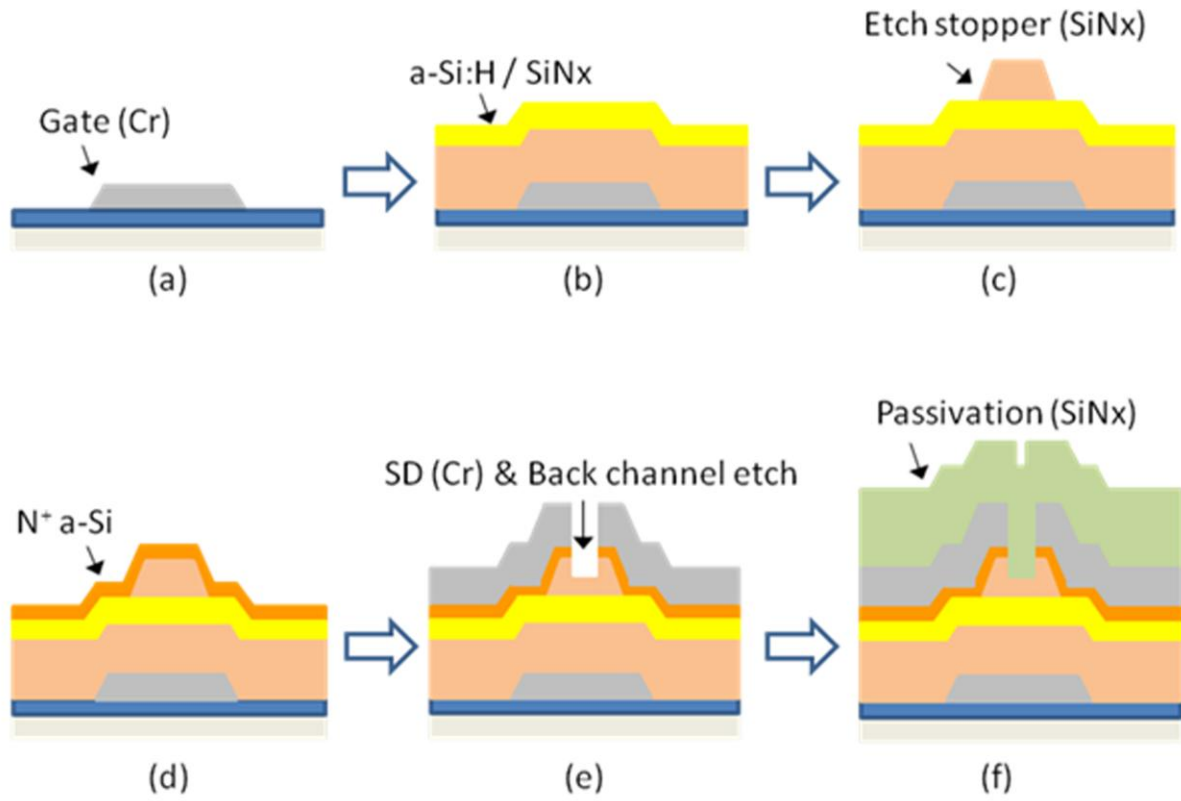 Gate (Cr)
a-Si:H / SiNx
Etch stopper (SiNx)
(a)
(b)
(c)
N⁺ a-Si
SD (Cr) & Back channel etch
Passivation (SiNx)
(d)
(e)
(f)